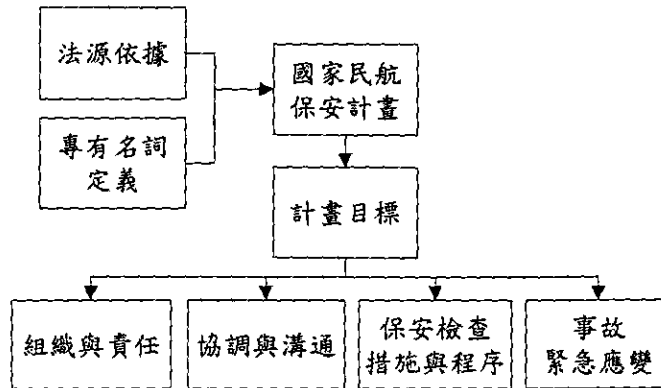 法源依據
國家民航
保安計畫
專有名詞
定義
計畫目標
組織與責任
協調與溝通
保安檢查
措施與程序
事故
緊急應變